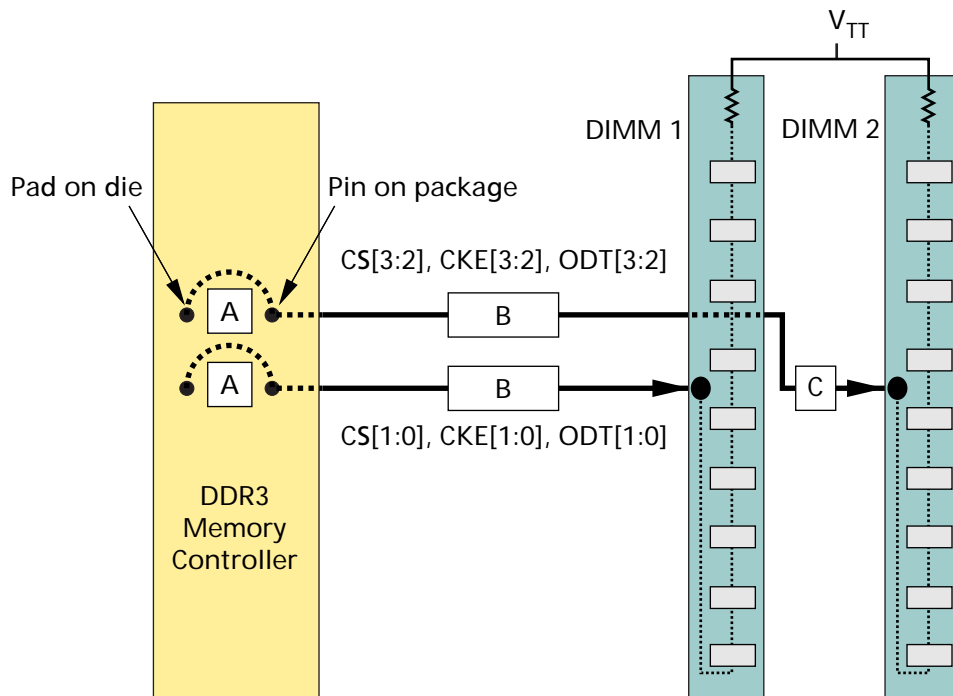 V_TT
DIMM 1
DIMM 2
Pad on die
Pin on package
CS[3:2], CKE[3:2], ODT[3:2]
A
B
A
B
C
CS[1:0], CKE[1:0], ODT[1:0]
DDR3
Memory
Controller